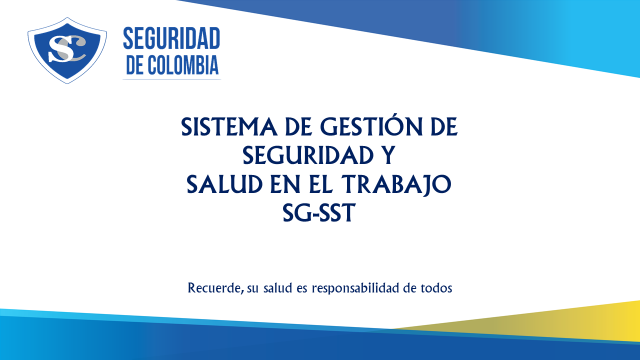 SC
SEGURIDAD
DE COLOMBIA
SISTEMA DE GESTIÓN DE
SEGURIDAD Y
SALUD EN EL TRABAJO
SG-SST
Recuerde, su salud es responsabilidad de todos